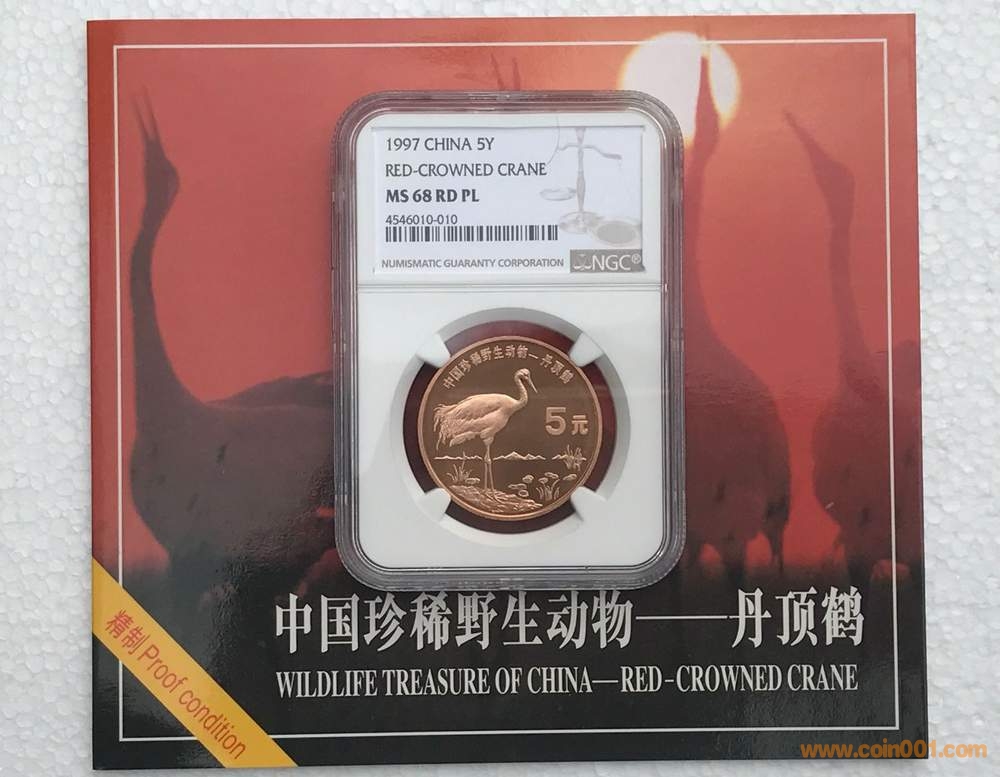 1997 CHINA 5Y
RED-CROWNED CRANE
MS 68 RD PL
4546010-010
NUMISMATIC GUARANTY CORPORATION
NGC®
中国珍稀野生动物—丹顶鹤
5元
中国珍稀野生动物——丹顶鹤
WILDLIFE TREASURE OF CHINA—RED-CROWNED CRANE
精制 Proof condition
www.coin001.com